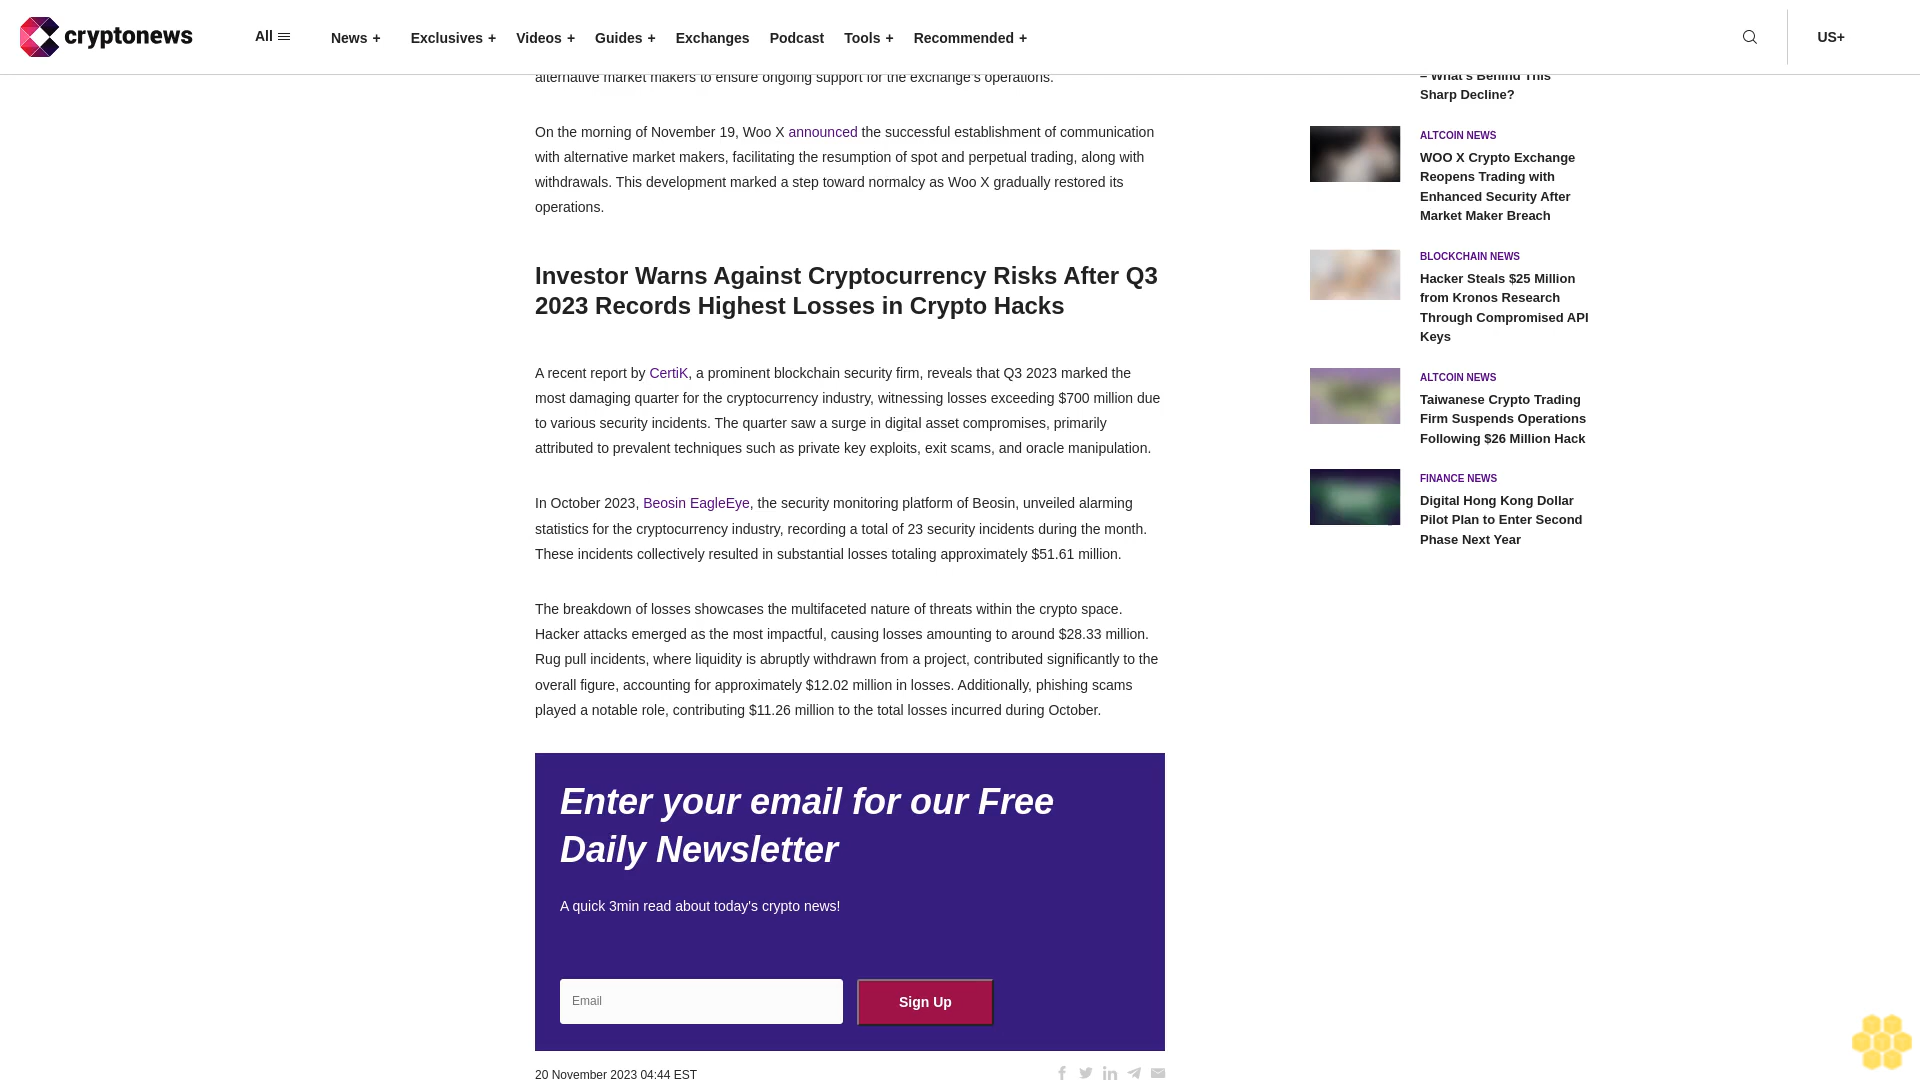 cryptonews
All
News +
Exclusives +
Videos +
Guides +
Exchanges
Podcast
Tools +
Recommended +
US+
alternative market makers to ensure ongoing support for the exchange's operations.
On the morning of November 19, Woo X announced the successful establishment of communication
with alternative market makers, facilitating the resumption of spot and perpetual trading, along with
withdrawals. This development marked a step toward normalcy as Woo X gradually restored its
operations.
Investor Warns Against Cryptocurrency Risks After Q3
2023 Records Highest Losses in Crypto Hacks
A recent report by CertiK, a prominent blockchain security firm, reveals that Q3 2023 marked the
most damaging quarter for the cryptocurrency industry, witnessing losses exceeding $700 million due
to various security incidents. The quarter saw a surge in digital asset compromises, primarily
attributed to prevalent techniques such as private key exploits, exit scams, and oracle manipulation.
In October 2023, Beosin EagleEye, the security monitoring platform of Beosin, unveiled alarming
statistics for the cryptocurrency industry, recording a total of 23 security incidents during the month.
These incidents collectively resulted in substantial losses totaling approximately $51.61 million.
The breakdown of losses showcases the multifaceted nature of threats within the crypto space.
Hacker attacks emerged as the most impactful, causing losses amounting to around $28.33 million.
Rug pull incidents, where liquidity is abruptly withdrawn from a project, contributed significantly to the
overall figure, accounting for approximately $12.02 million in losses. Additionally, phishing scams
played a notable role, contributing $11.26 million to the total losses incurred during October.
Enter your email for our Free
Daily Newsletter
A quick 3min read about today's crypto news!
Email
Sign Up
20 November 2023 04:44 EST
– What's Behind This
Sharp Decline?
ALTCOIN NEWS
WOO X Crypto Exchange
Reopens Trading with
Enhanced Security After
Market Maker Breach
BLOCKCHAIN NEWS
Hacker Steals $25 Million
from Kronos Research
Through Compromised API
Keys
ALTCOIN NEWS
Taiwanese Crypto Trading
Firm Suspends Operations
Following $26 Million Hack
FINANCE NEWS
Digital Hong Kong Dollar
Pilot Plan to Enter Second
Phase Next Year